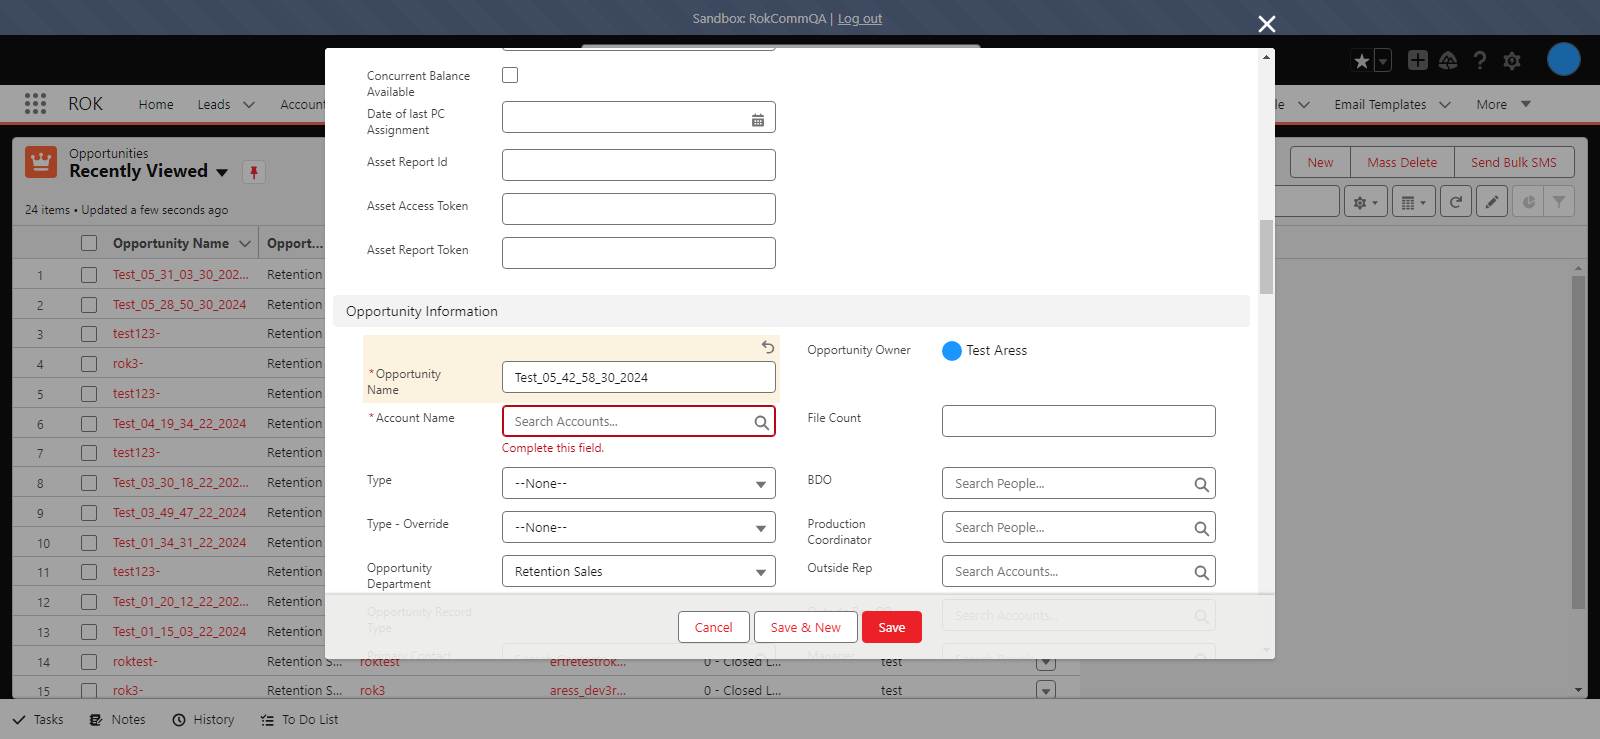 Sandbox: RokCommQA | Log out
ROK
Home
Leads
Accoun
le
Email Templates
More
Opportunities
Recently Viewed
24 items • Updated a few seconds ago
New
Mass Delete
Send Bulk SMS
Opportunity Name
Opport...
1 Test_05_31_03_30_202... Retention
2 Test_05_28_50_30_2024 Retention
3 test123- Retention
4 rok3- Retention
5 test123- Retention
6 Test_04_19_34_22_2024 Retention
7 test123- Retention
8 Test_03_30_18_22_202... Retention
9 Test_03_49_47_22_2024 Retention
10 Test_01_34_31_22_2024 Retention
11 test123- Retention
12 Test_01_20_12_22_202... Retention
13 Test_01_15_03_22_2024 Retention
14 roktest- Retention S... roktest ertretestrok... 0 - Closed L... test
15 rok3- Retention S... rok3 aress_dev3r... 0 - Closed L... test
Concurrent Balance
Available
Date of last PC
Assignment
Asset Report Id
Asset Access Token
Asset Report Token
Opportunity Information
*Opportunity
Name
Test_05_42_58_30_2024
Opportunity Owner
Test Aress
*Account Name
Search Accounts...
Complete this field.
File Count
Type
--None--
BDO
Search People...
Type - Override
--None--
Production
Coordinator
Search People...
Opportunity
Department
Retention Sales
Outside Rep
Search Accounts...
Opportunity Record
Type
Search Accounts...
Primary Contact
Manager
Cancel
Save & New
Save
Tasks
Notes
History
To Do List